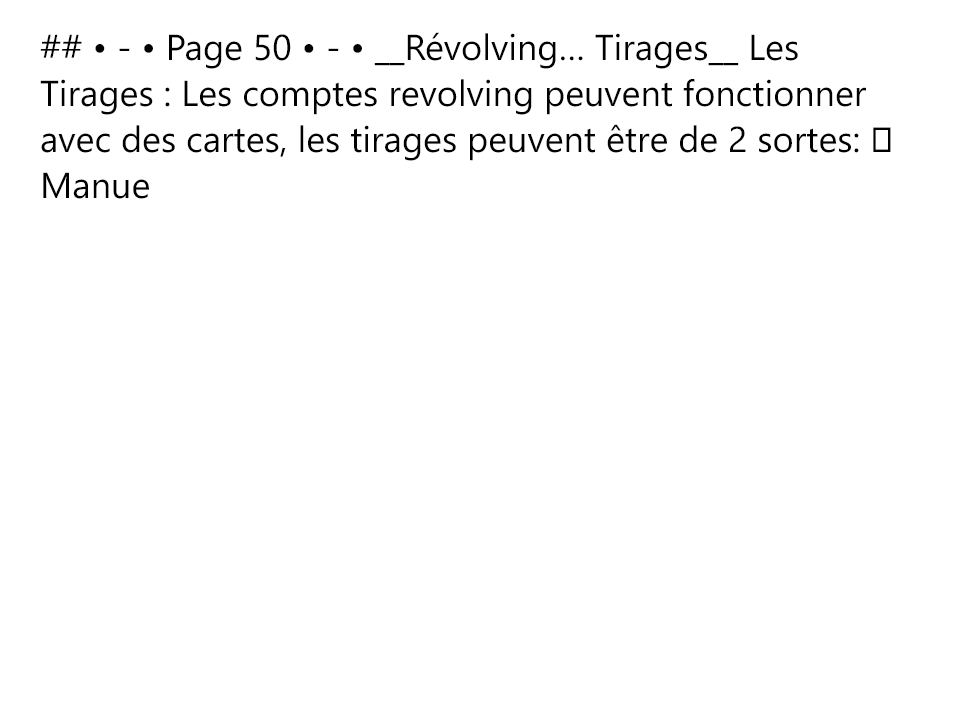 ## • - • Page 50 • - • __Révolving… Tirages__ Les
Tirages : Les comptes revolving peuvent fonctionner
avec des cartes, les tirages peuvent être de 2 sortes: 
Manue